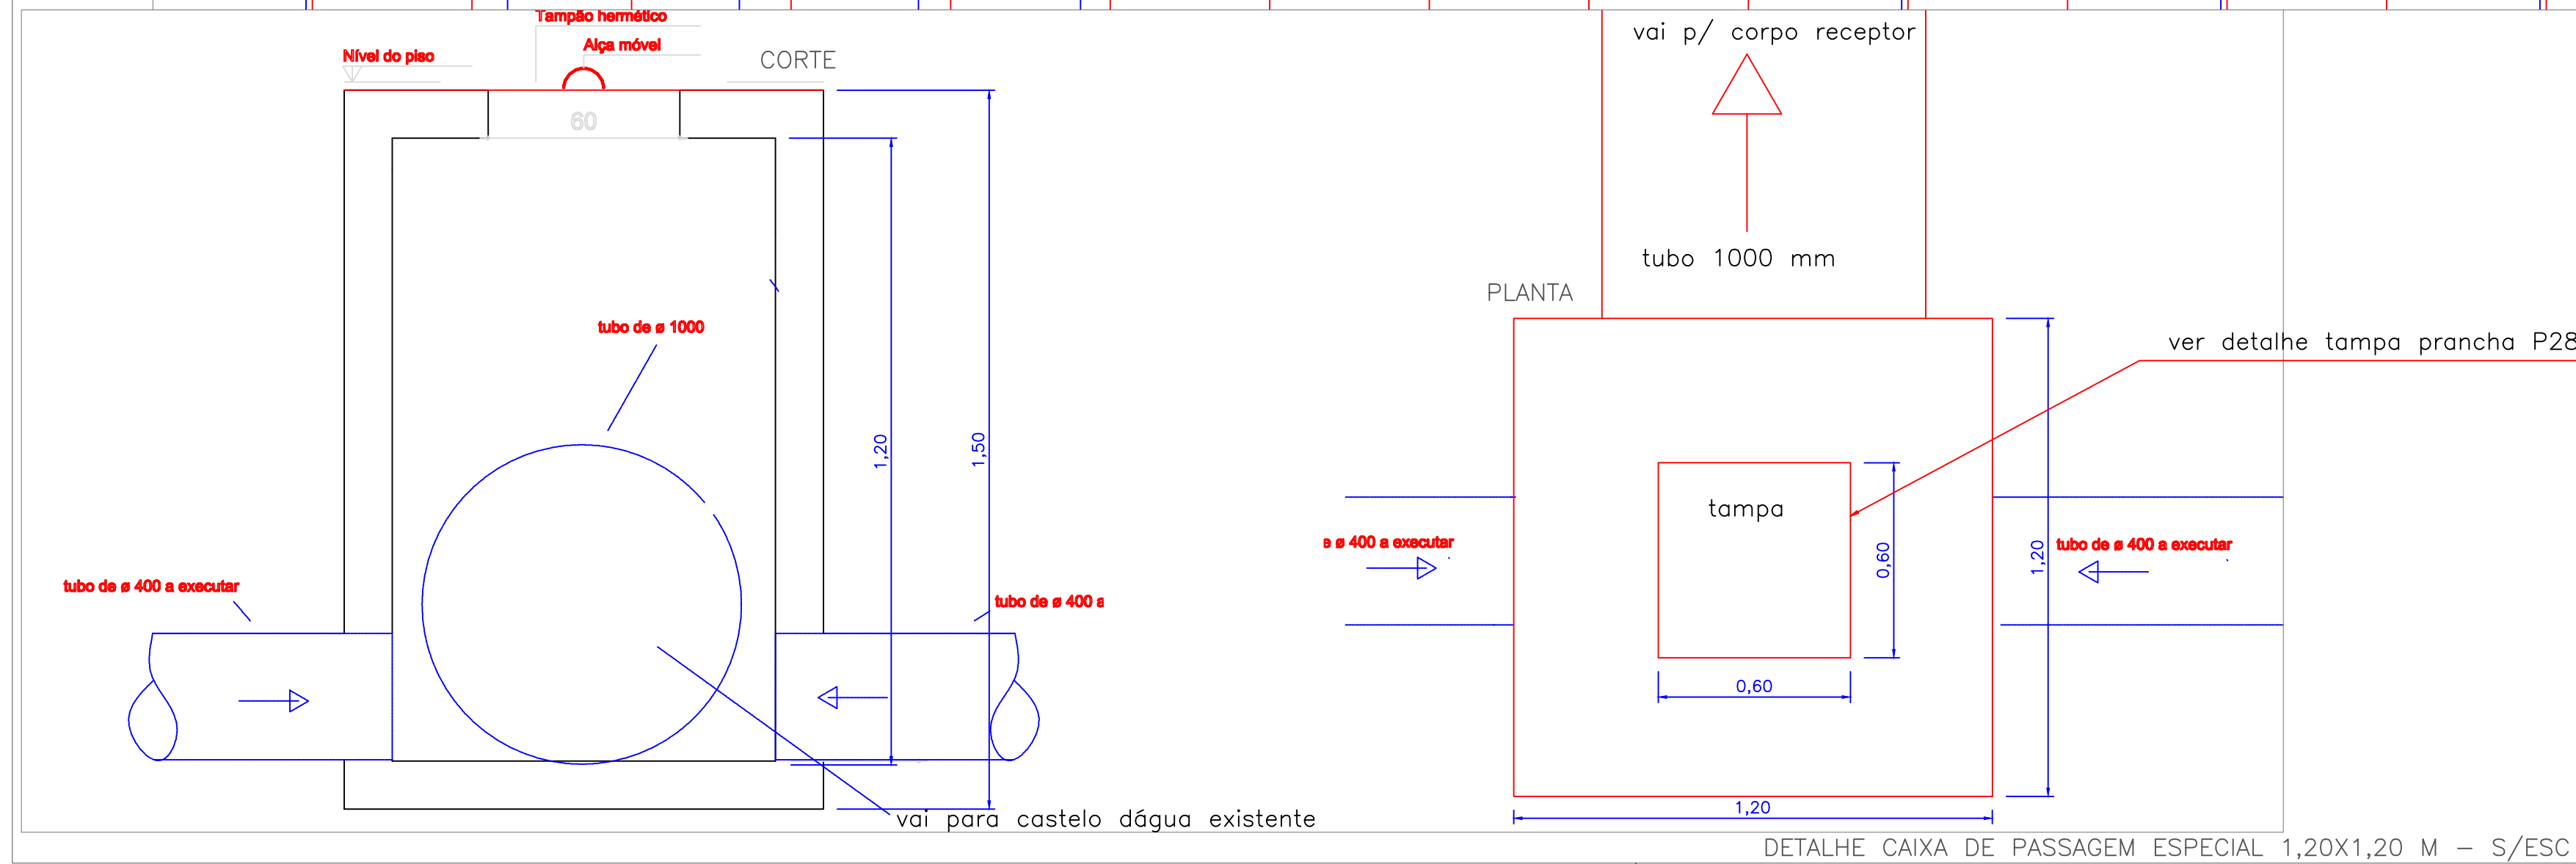 Tampão hermético
Alça móvel
Nível do piso
CORTE
60
tubo de ø 1000
1,20
1,50
tubo de ø 400 a executar
tubo de ø 400 a
vai para castelo dágua existente
vai p/ corpo receptor
tubo 1000 mm
PLANTA
ver detalhe tampa prancha P28
tampa
e ø 400 a executar
0,60
1,20
tubo de ø 400 a executar
0,60
1,20
DETALHE CAIXA DE PASSAGEM ESPECIAL 1,20X1,20 M – S/ESC